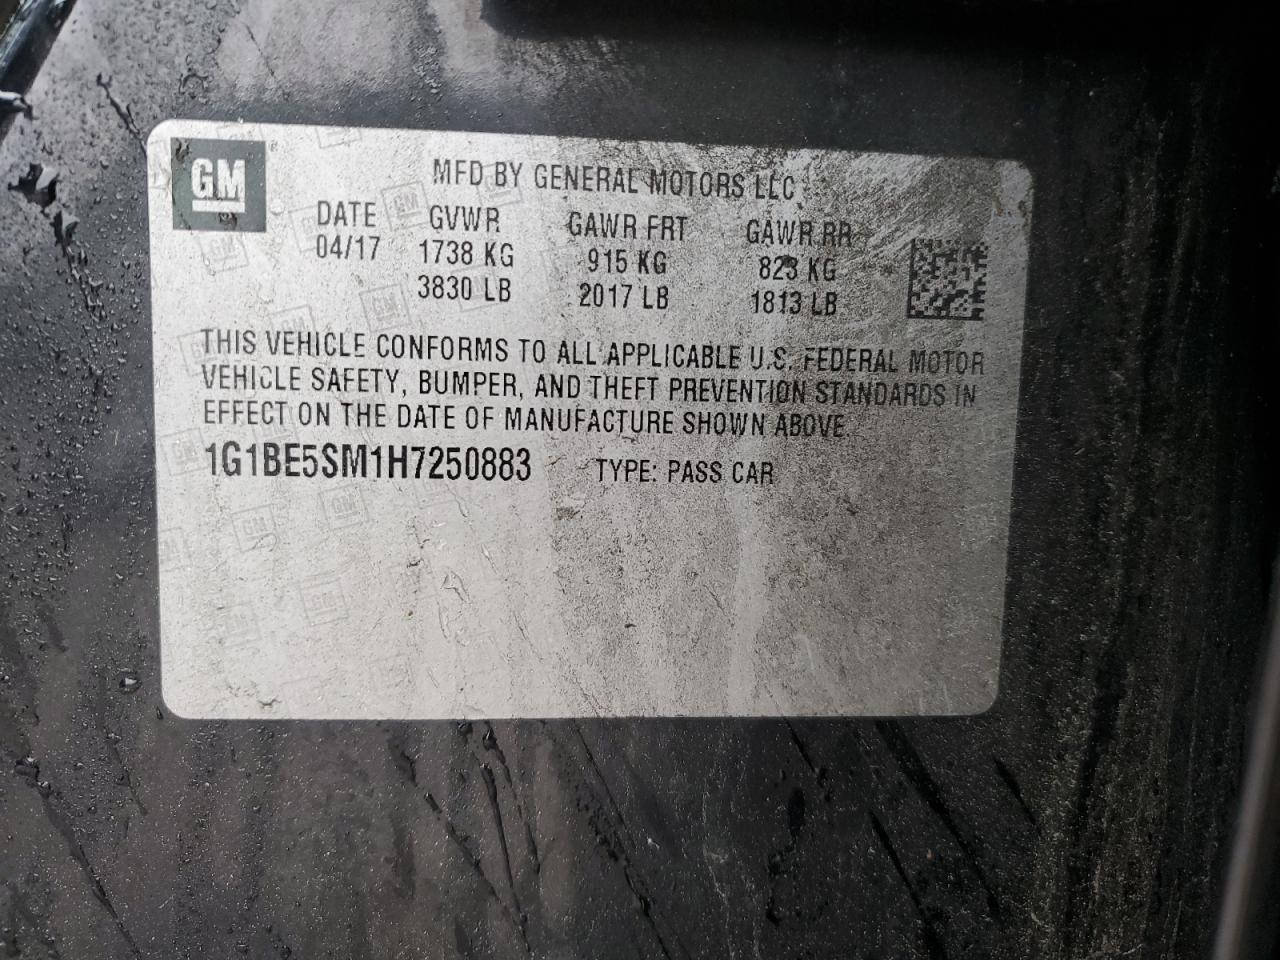 GM
MFD BY GENERAL MOTORS LLC
DATE GVWR GAWR FRT GAWR RR
04/17 1738 KG 915 KG 823 KG
3830 LB 2017 LB 1813 LB
THIS VEHICLE CONFORMS TO ALL APPLICABLE U.S. FEDERAL MOTOR
VEHICLE SAFETY, BUMPER, AND THEFT PREVENTION STANDARDS IN
EFFECT ON THE DATE OF MANUFACTURE SHOWN ABOVE.
1G1BE5SM1H7250883 TYPE: PASS CAR